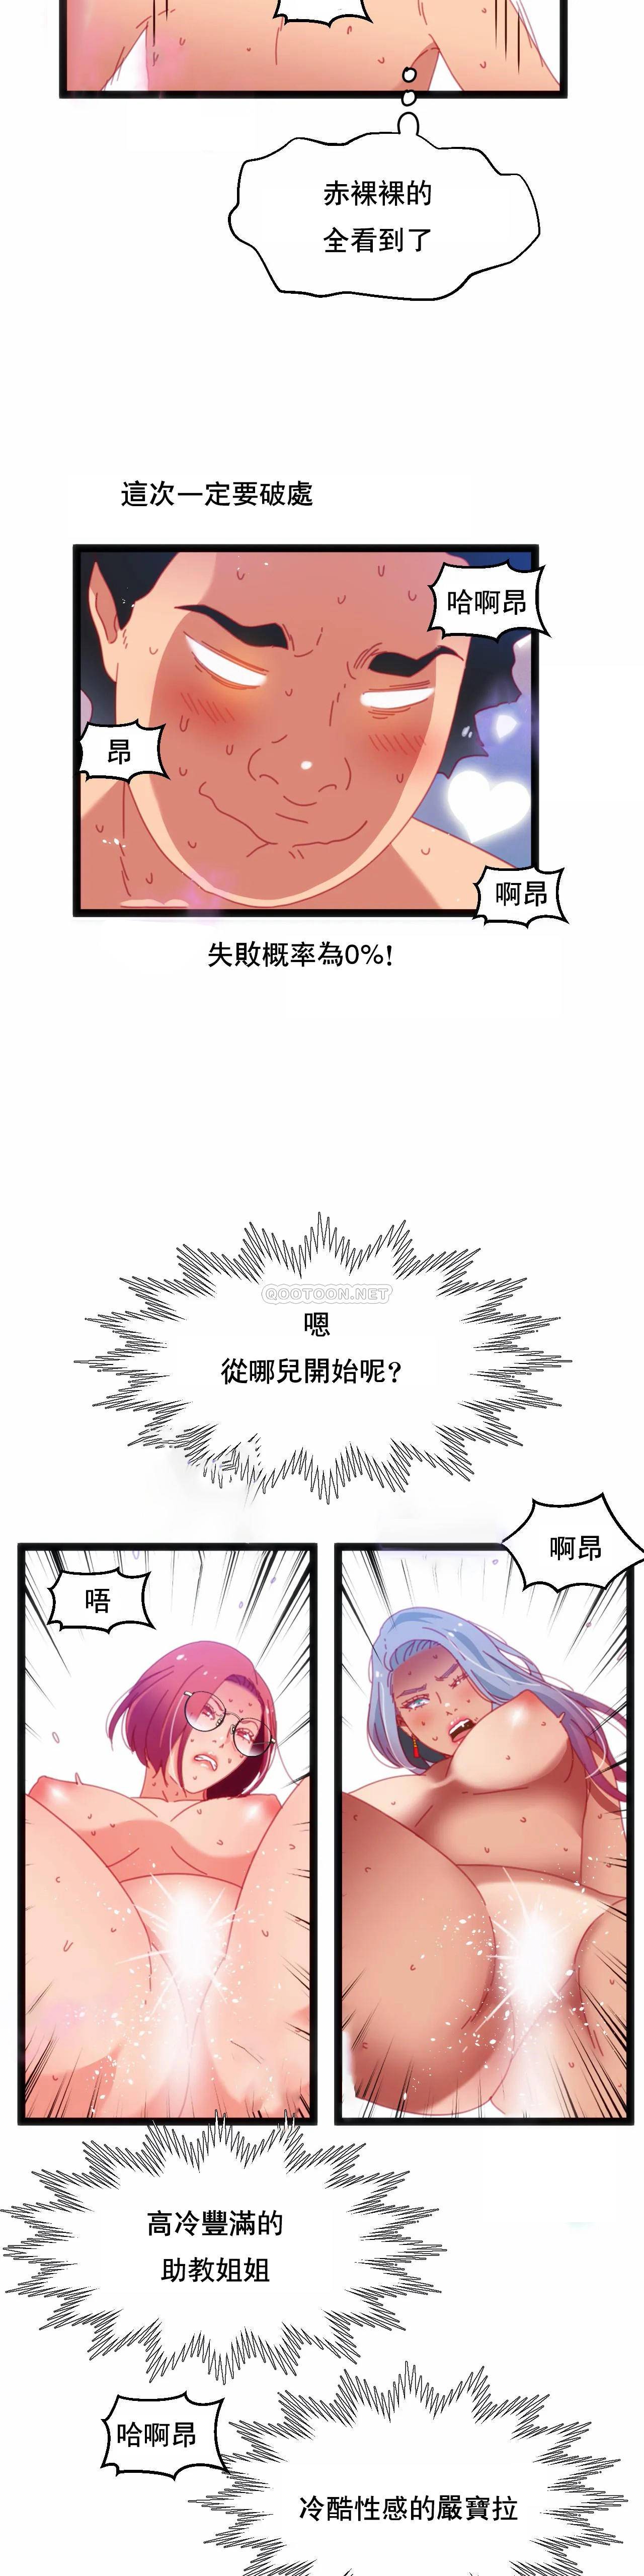 赤裸裸的
全看到了
這次一定要破處
哈啊昂
昂
啊昂
失敗概率為0%!
QOOTOON.NET
嗯
從哪兒開始呢?
啊昂
唔
高冷豐滿的
助教姐姐
哈啊昂
冷酷性感的嚴寶拉